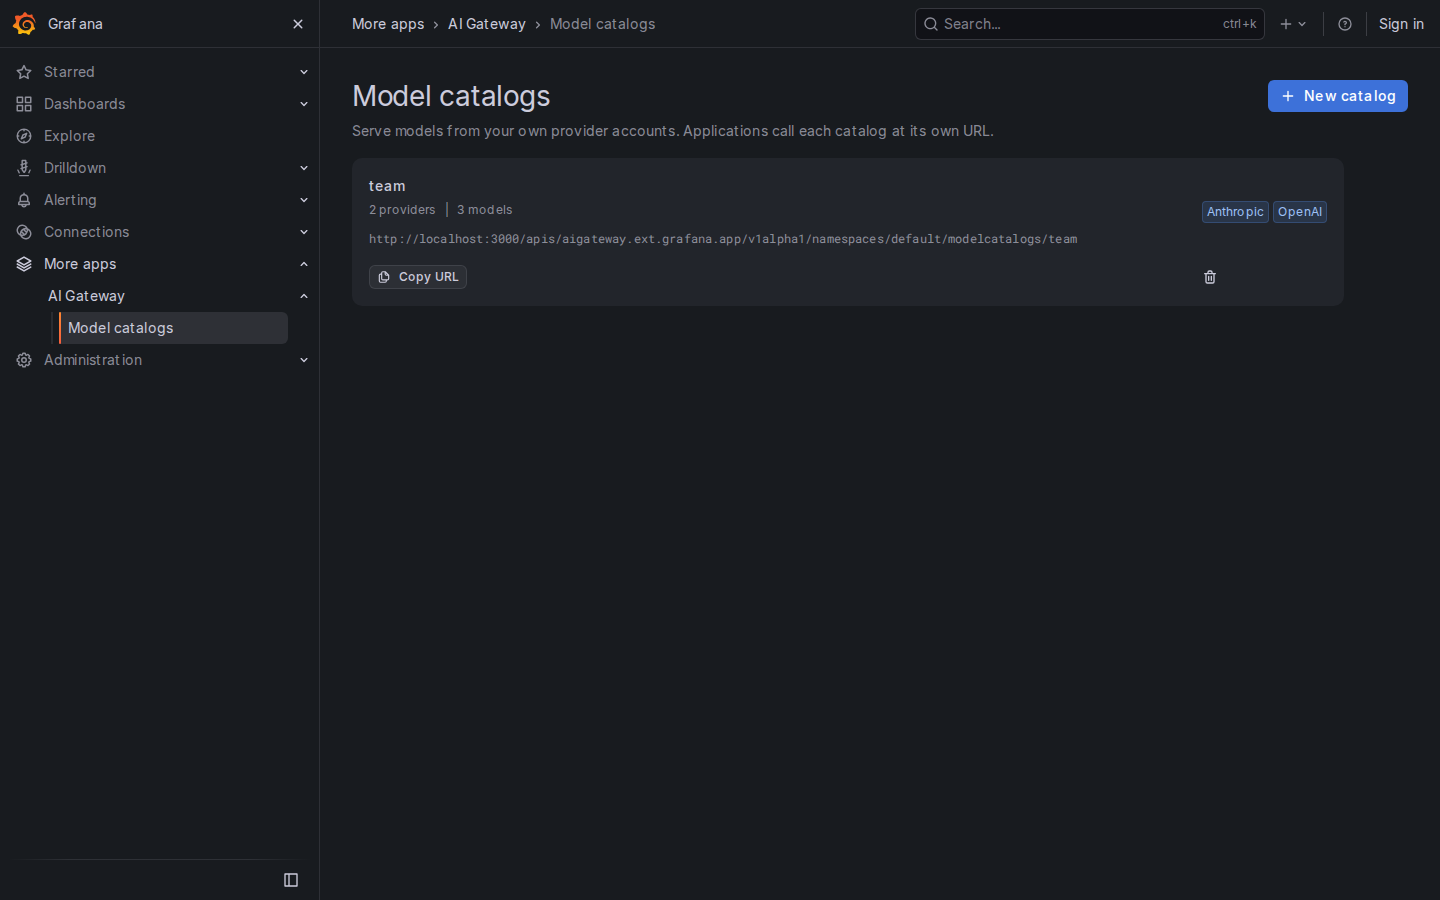 Grafana
More apps > AI Gateway > Model catalogs
Search...
ctrl+k
Sign in
Starred
Dashboards
Explore
Drilldown
Alerting
Connections
More apps
AI Gateway
Model catalogs
Administration
Model catalogs
New catalog
Serve models from your own provider accounts. Applications call each catalog at its own URL.
team
2 providers | 3 models
Anthropic
OpenAI
http://localhost:3000/apis/aigateway.ext.grafana.app/v1alpha1/namespaces/default/modelcatalogs/team
Copy URL